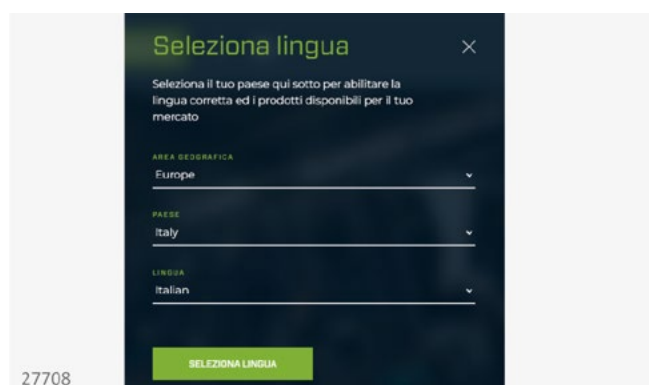 Seleziona lingua
Seleziona il tuo paese qui sotto per abilitare la
lingua corretta ed i prodotti disponibili per il tuo
mercato
AREA GEOGRAFICA
Europe
PAESE
Italy
LINGUA
Italian
SELEZIONA LINGUA
27708